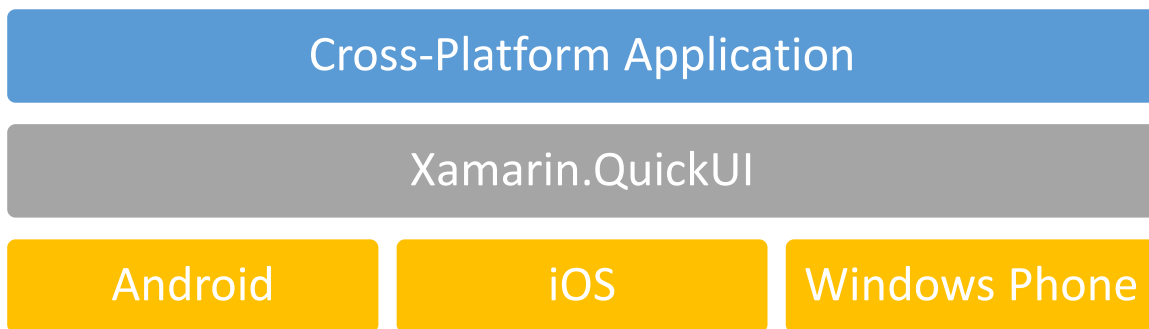 Cross-Platform Application
Xamarin.QuickUI
Android iOS Windows Phone